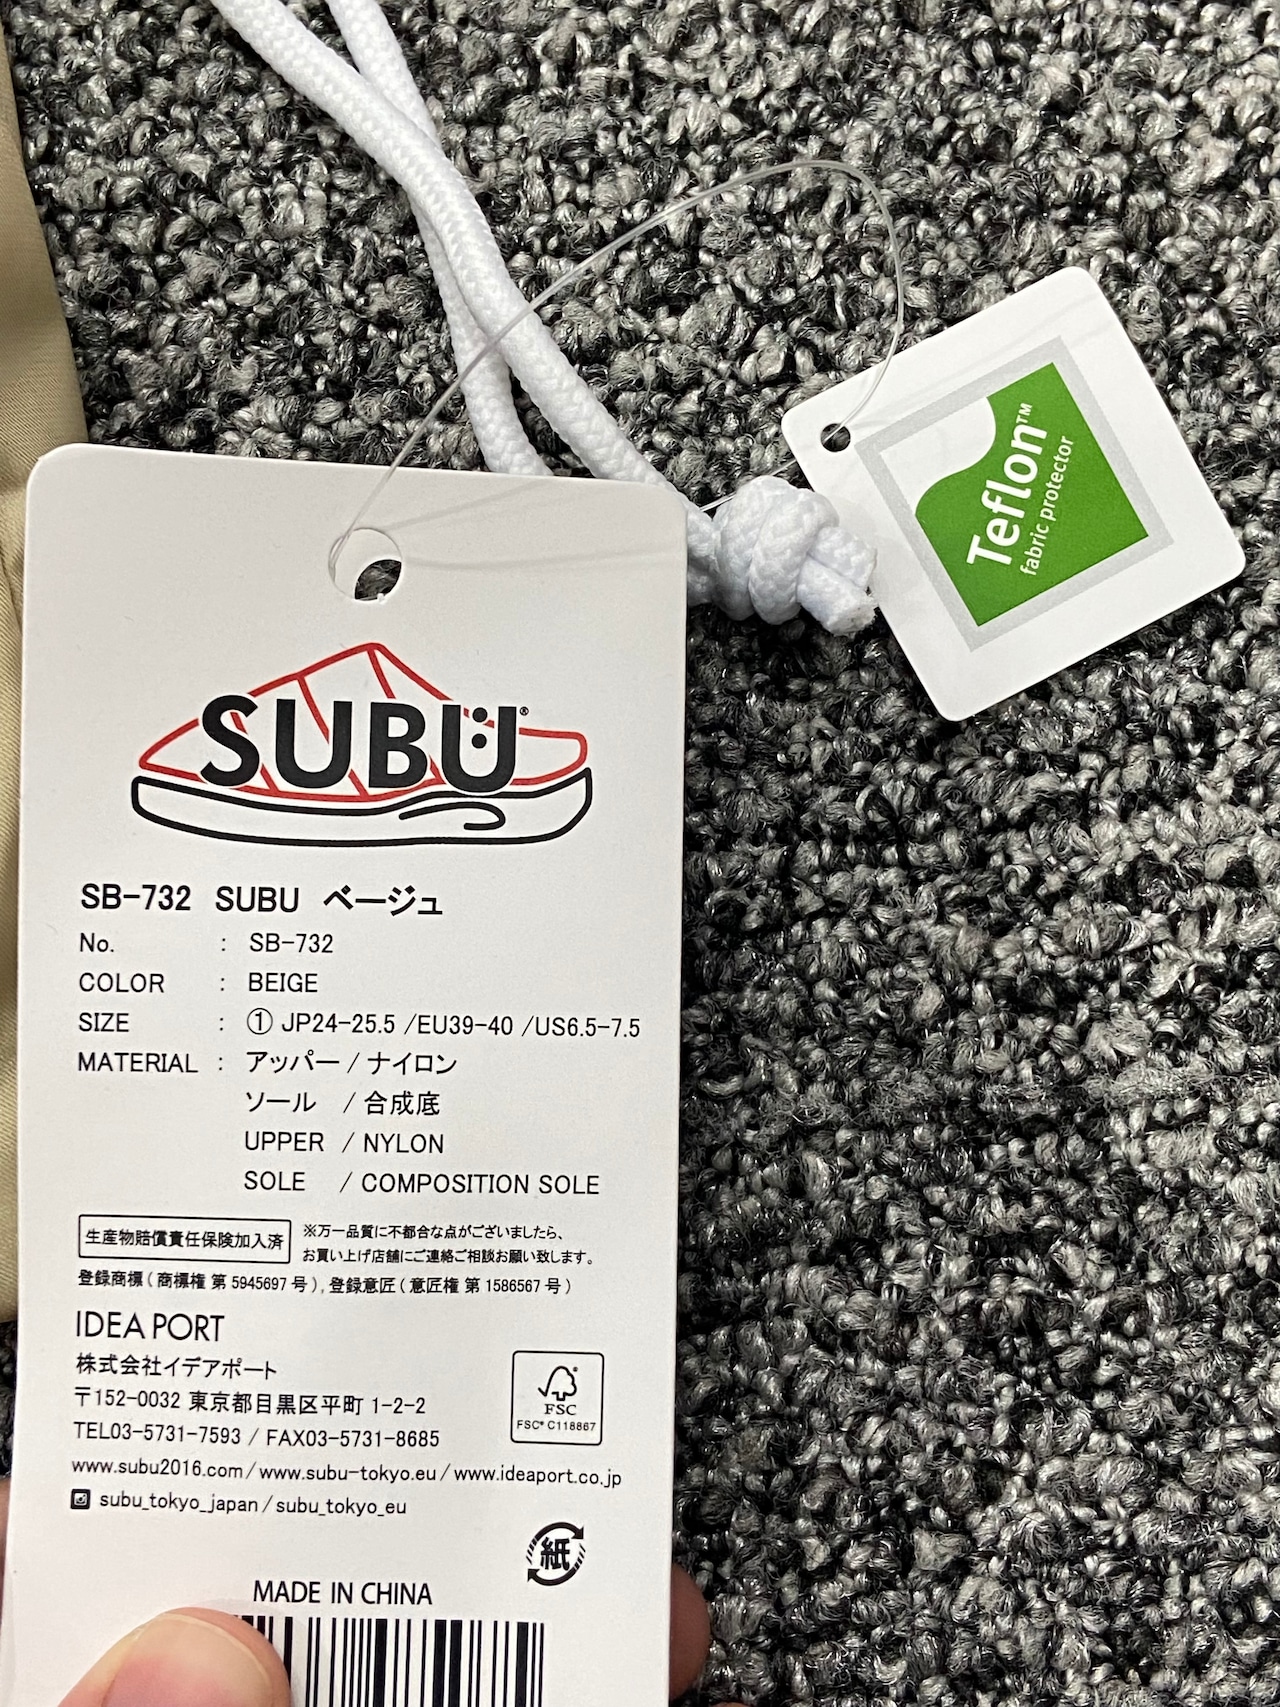 Teflon™
fabric protector
SUBÜ®
SB-732 SUBU ベージュ
No. : SB-732
COLOR : BEIGE
SIZE : ① JP24-25.5 /EU39-40 /US6.5-7.5
MATERIAL : アッパー / ナイロン
ソール / 合成底
UPPER / NYLON
SOLE / COMPOSITION SOLE
生産物賠償責任保険加入済
※万一品質に不都合な点がございましたら、
お買い上げ店舗にご連絡ご相談お願い致します。
登録商標 ( 商標権 第 5945697 号 ) , 登録意匠 ( 意匠権 第 1586567 号 )
IDEA PORT
株式会社イデアポート
〒152-0032 東京都目黒区平町 1-2-2
TEL03-5731-7593 / FAX03-5731-8685
www.subu2016.com / www.subu-tokyo.eu / www.ideaport.co.jp
subu_tokyo_japan / subu_tokyo_eu
FSC
FSC® C118867
紙
MADE IN CHINA